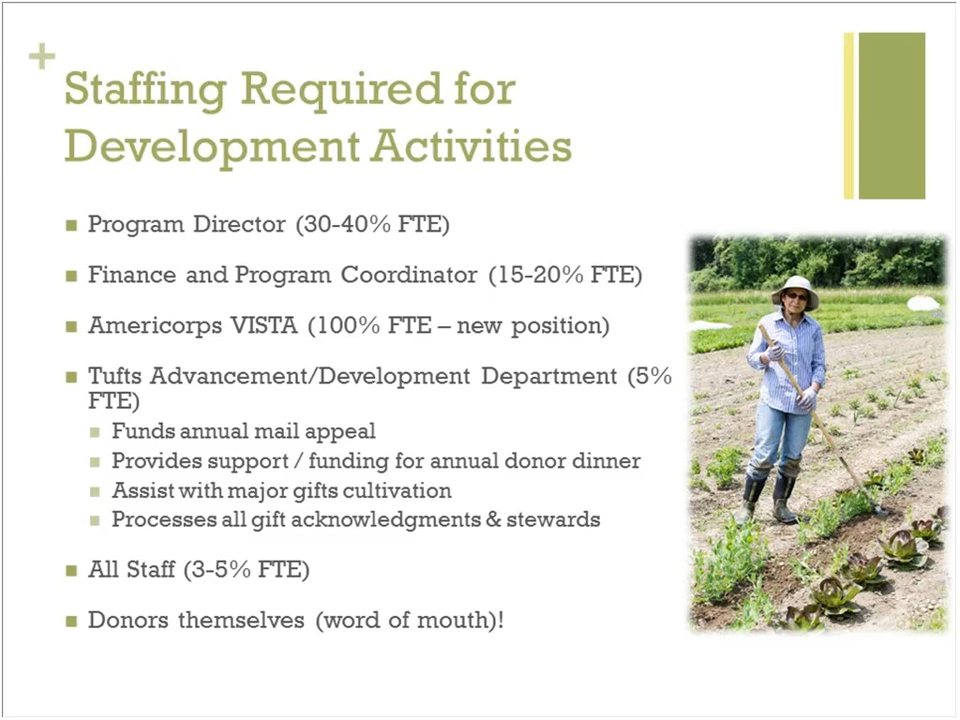 +
Staffing Required for
Development Activities
Program Director (30-40% FTE)
Finance and Program Coordinator (15-20% FTE)
Americorps VISTA (100% FTE – new position)
Tufts Advancement/Development Department (5%
FTE)
Funds annual mail appeal
Provides support / funding for annual donor dinner
Assist with major gifts cultivation
Processes all gift acknowledgments & stewards
All Staff (3-5% FTE)
Donors themselves (word of mouth)!